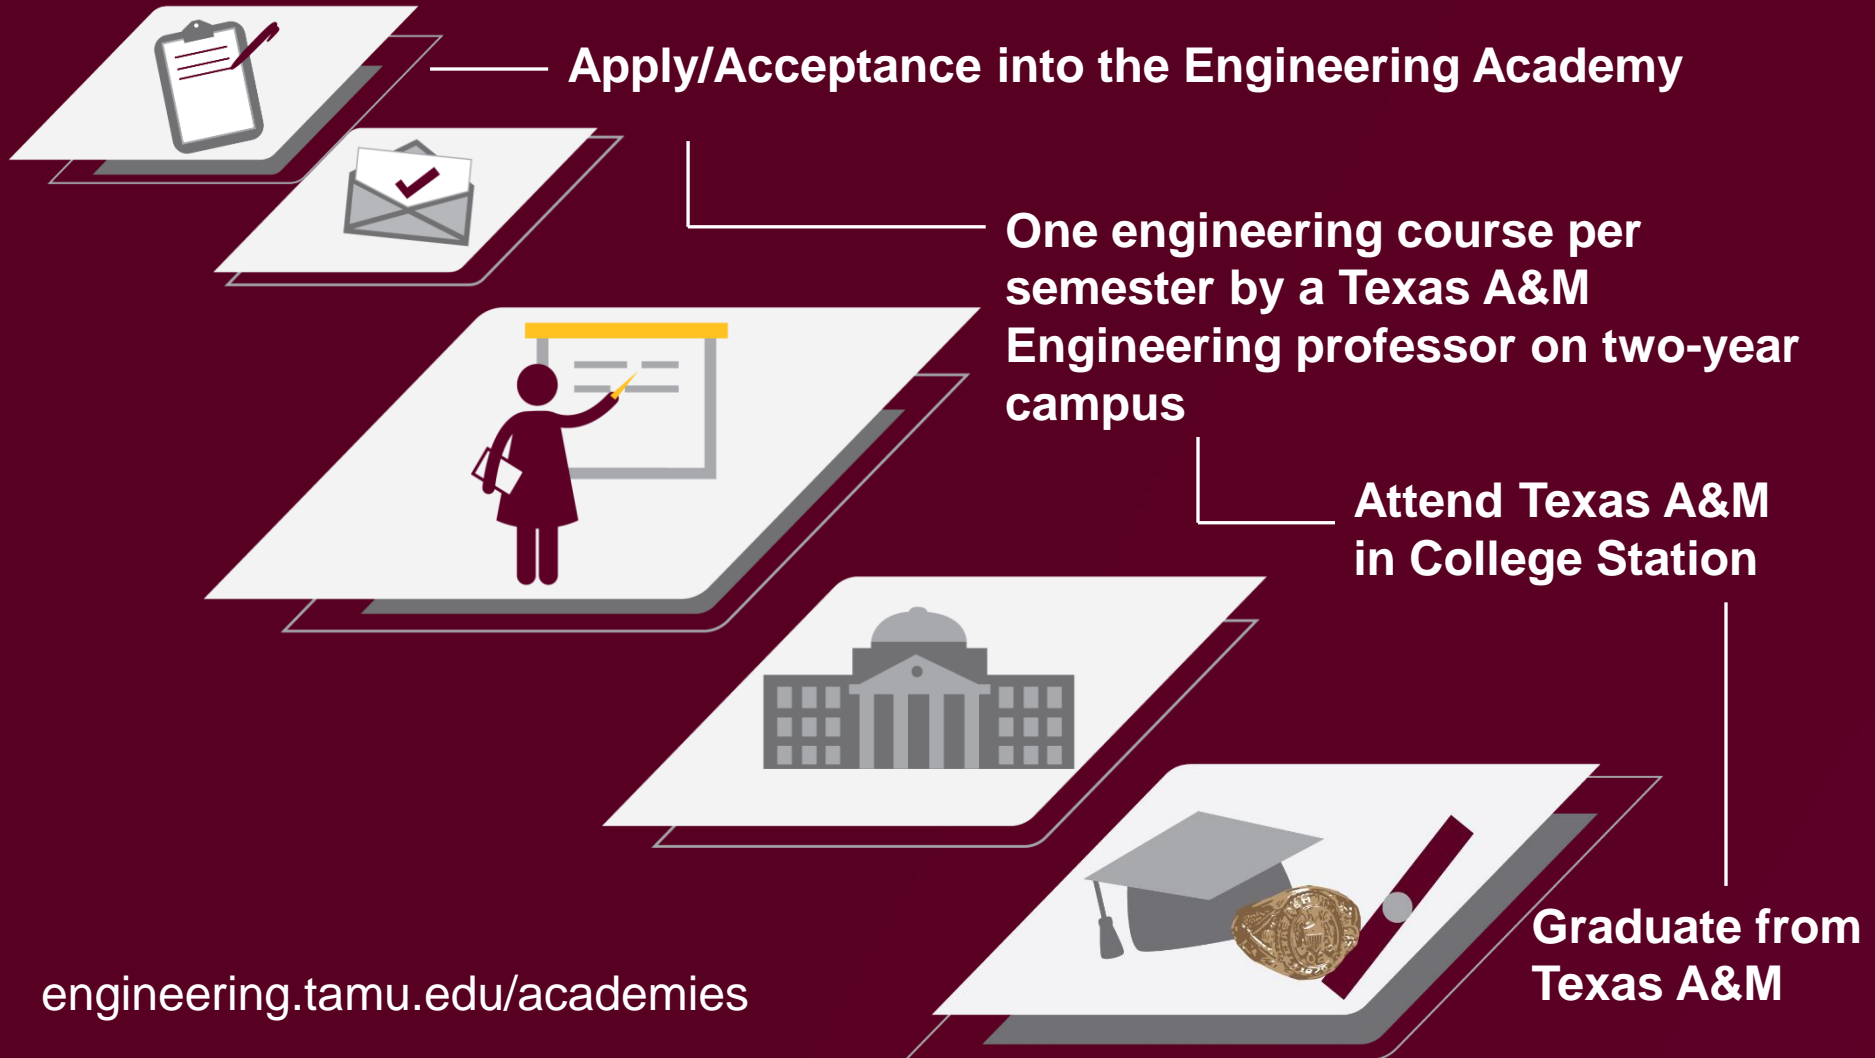 Apply/Acceptance into the Engineering Academy
One engineering course per
semester by a Texas A&M
Engineering professor on two-year
campus
Attend Texas A&M
in College Station
Graduate from
Texas A&M
engineering.tamu.edu/academies